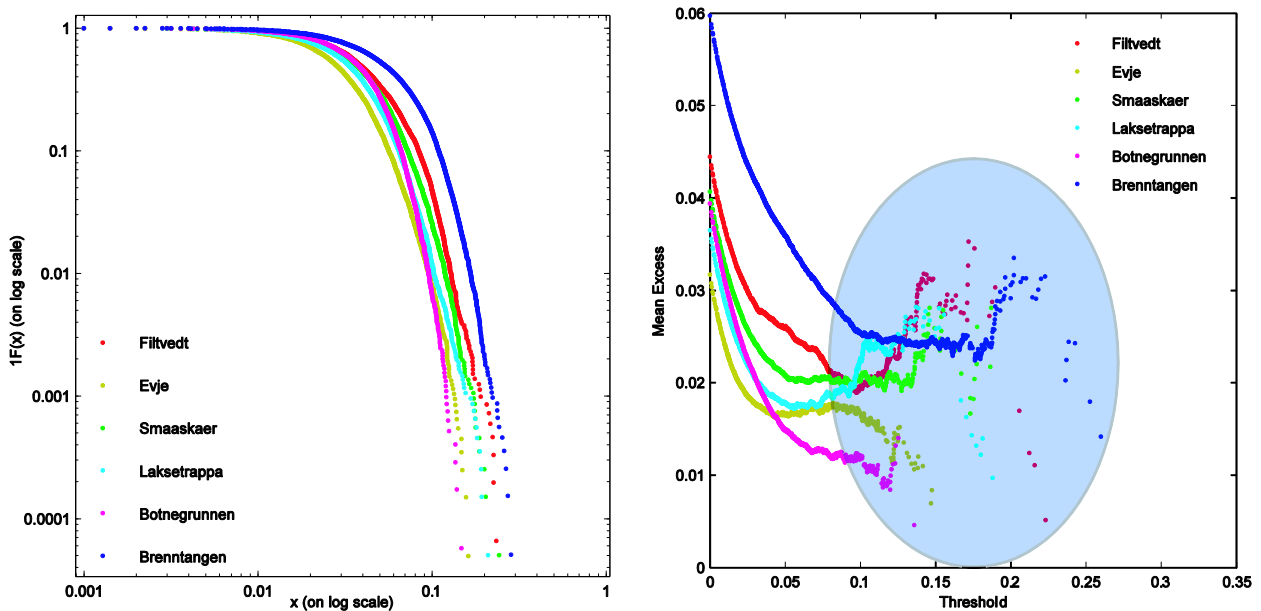 1
0.1
0.01
0.001
0.0001
1F(x) (on log scale)
Filtvedt
Evje
Smaaskaer
Laksetrappa
Botnegrunnen
Brenntangen
0.001
0.01
0.1
1
x (on log scale)
0.06
0.05
0.04
0.03
0.02
0.01
0
Mean Excess
Filtvedt
Evje
Smaaskaer
Laksetrappa
Botnegrunnen
Brenntangen
0
0.05
0.1
0.15
0.2
0.25
0.3
0.35
Threshold